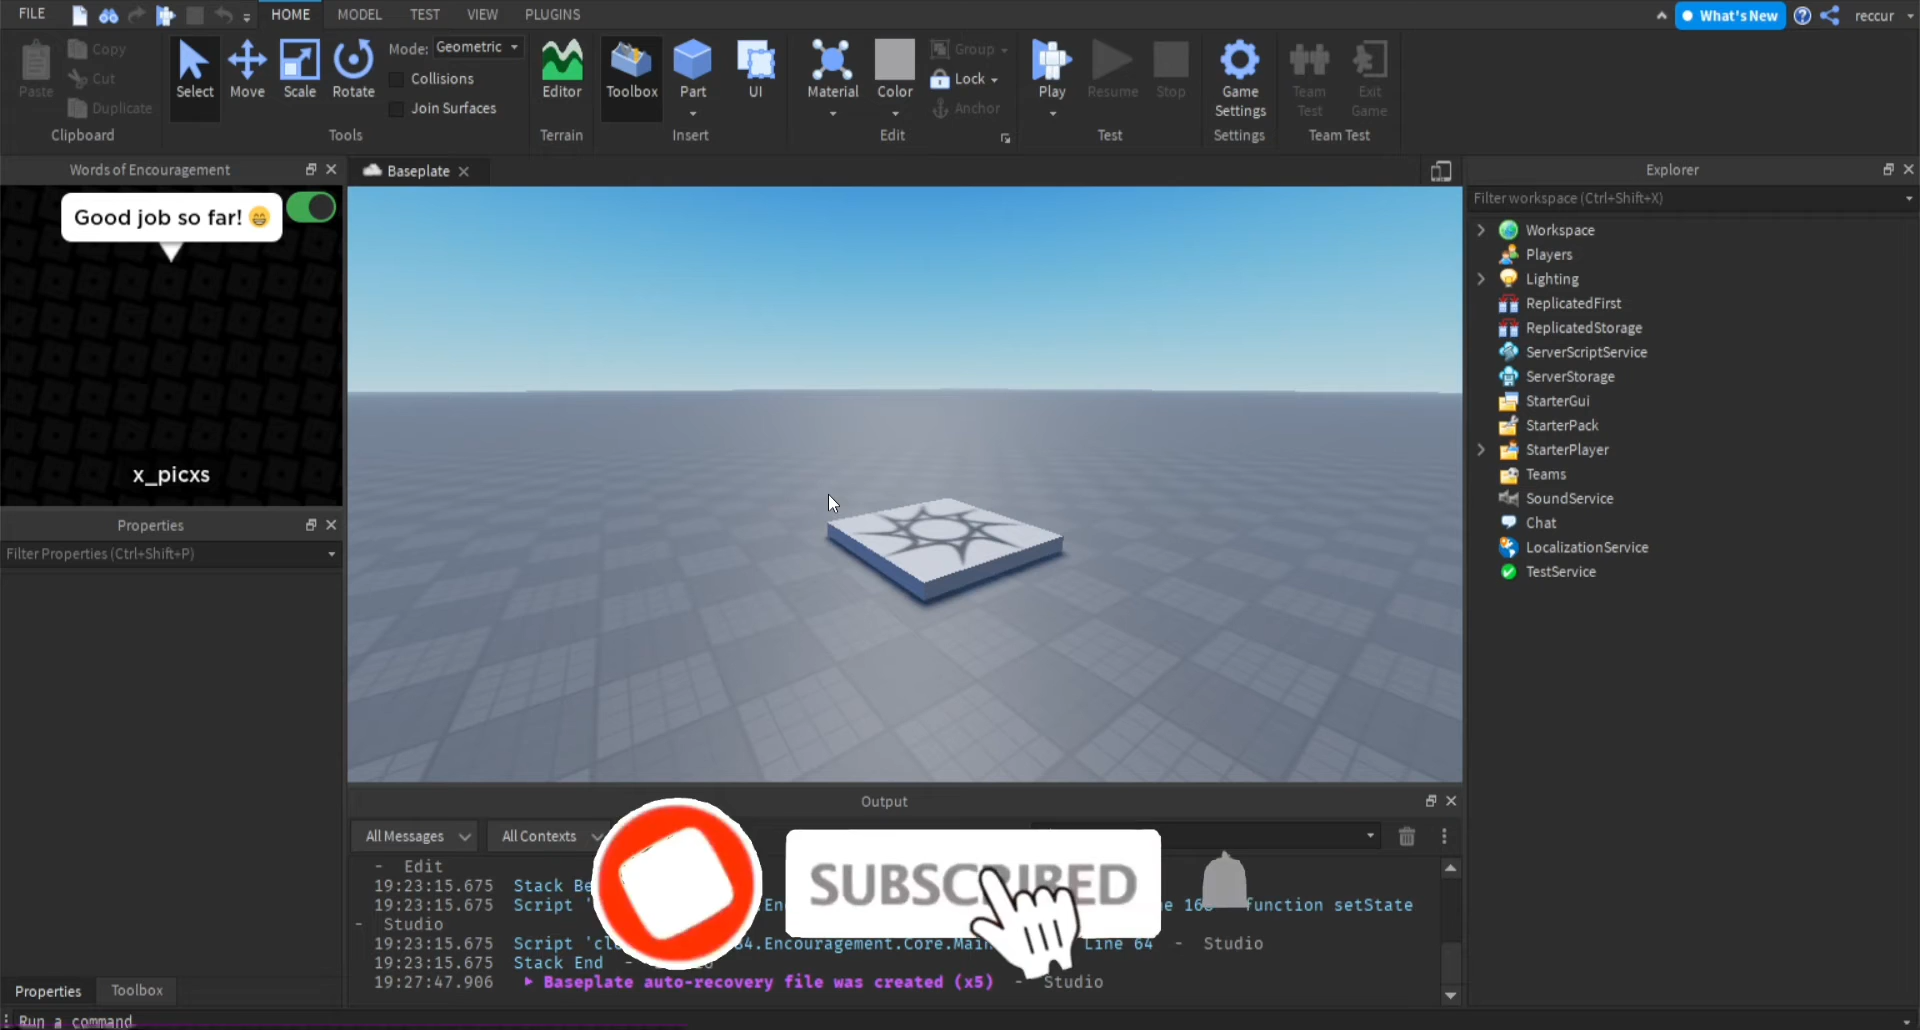 FILE HOME MODEL TEST VIEW PLUGINS What's New reccur
Paste Copy Cut Duplicate Clipboard
Select Move Scale Rotate Mode: Geometric Collisions Join Surfaces Tools
Editor Terrain
Toolbox Part UI Insert
Material Color Group Lock Anchor Edit
Play Resume Stop Test
Game Settings Settings
Team Test Exit Game Team Test
Words of Encouragement
Good job so far!
x_picxs
Properties
Filter Properties (Ctrl+Shift+P)
Properties Toolbox
Run a command
Baseplate
Output
All Messages All Contexts
- Edit
19:23:15.675 Stack
19:23:15.675 Script function setState
- Studio
19:23:15.675 Script .Encouragement.Core.Main Line 64 - Studio
19:23:15.675 Stack End -
19:27:47.906 Baseplate auto-recovery file was created (x5) - Studio
SUBSCRIBED
Explorer
Filter workspace (Ctrl+Shift+X)
Workspace
Players
Lighting
ReplicatedFirst
ReplicatedStorage
ServerScriptService
ServerStorage
StarterGui
StarterPack
StarterPlayer
Teams
SoundService
Chat
LocalizationService
TestService